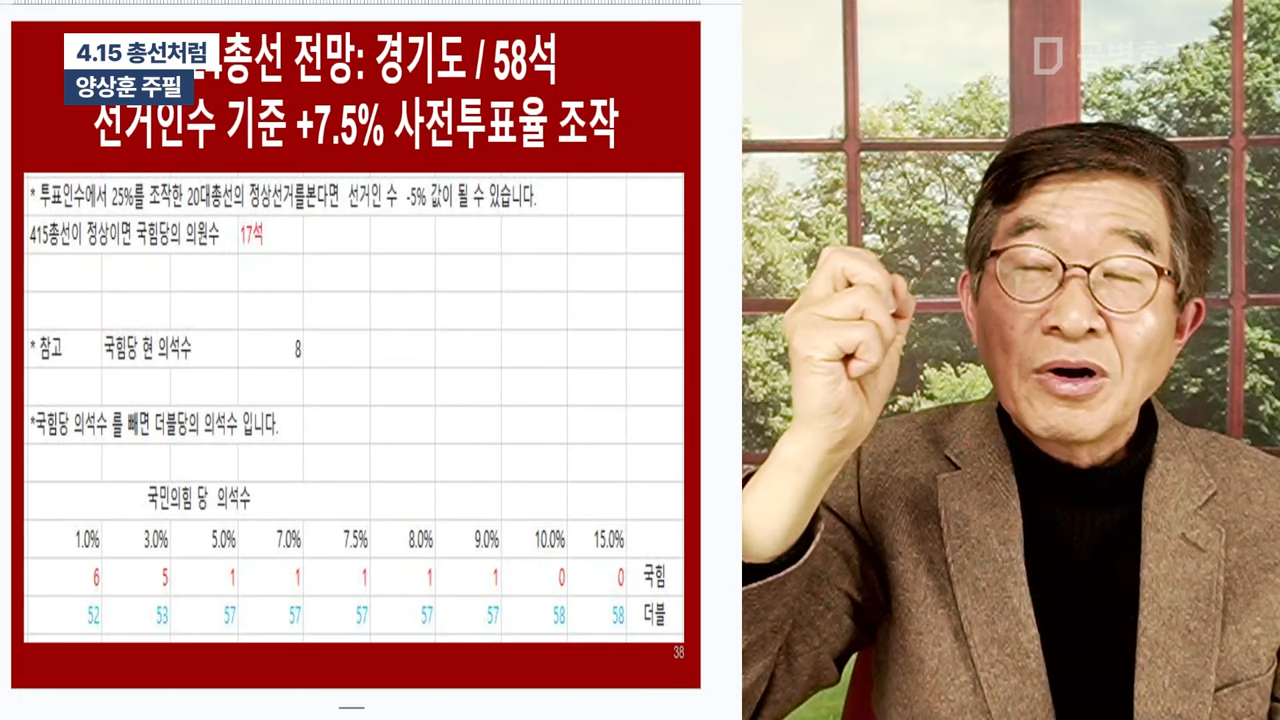 4.15 총선처럼
양상훈 주필
총선 전망: 경기도 / 58석
선거인수 기준 +7.5% 사전투표율 조작
* 투표인수에서 25%를 조작한 20대총선의 정상선거를본다면 선거인 수 -5% 값이 될 수 있습니다.
415총선이 정상이면 국힘당의 의원수 17석
* 참고 국힘당 현 의석수 8
*국힘당 의석수 를 빼면 더블당의 의석수 입니다.
국민의힘 당 의석수
1.0% 3.0% 5.0% 7.0% 7.5% 8.0% 9.0% 10.0% 15.0%
6 5 1 1 1 1 1 0 0 국힘
52 53 57 57 57 57 57 58 58 더블
38